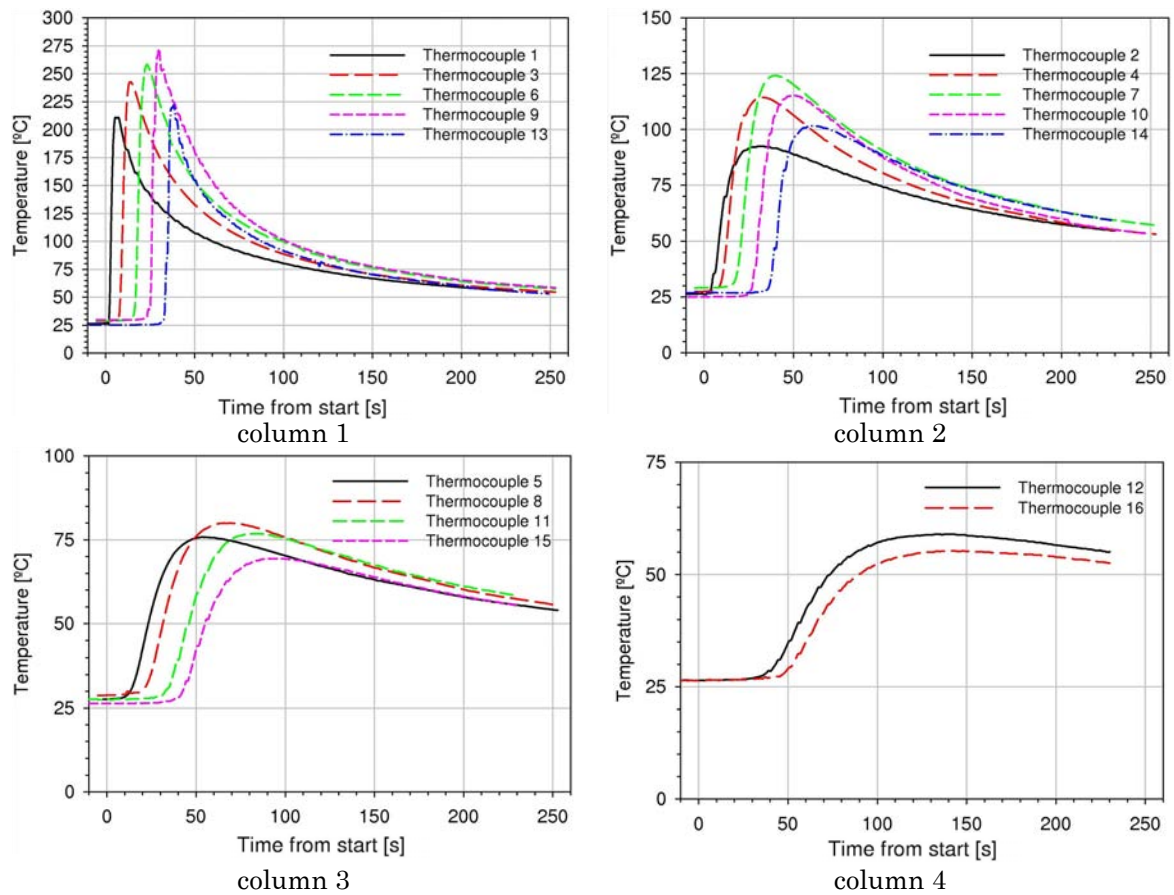 300
275
250
225
200
175
150
125
100
75
50
25
0
Temperature [ºC]
Thermocouple 1
Thermocouple 3
Thermocouple 6
Thermocouple 9
Thermocouple 13
0 50 100 150 200 250
Time from start [s]
column 1
150
125
100
75
50
25
0
Temperature [ºC]
Thermocouple 2
Thermocouple 4
Thermocouple 7
Thermocouple 10
Thermocouple 14
0 50 100 150 200 250
Time from start [s]
column 2
100
75
50
25
0
Temperature [ºC]
Thermocouple 5
Thermocouple 8
Thermocouple 11
Thermocouple 15
0 50 100 150 200 250
Time from start [s]
column 3
75
50
25
0
Temperature [ºC]
Thermocouple 12
Thermocouple 16
0 50 100 150 200 250
Time from start [s]
column 4